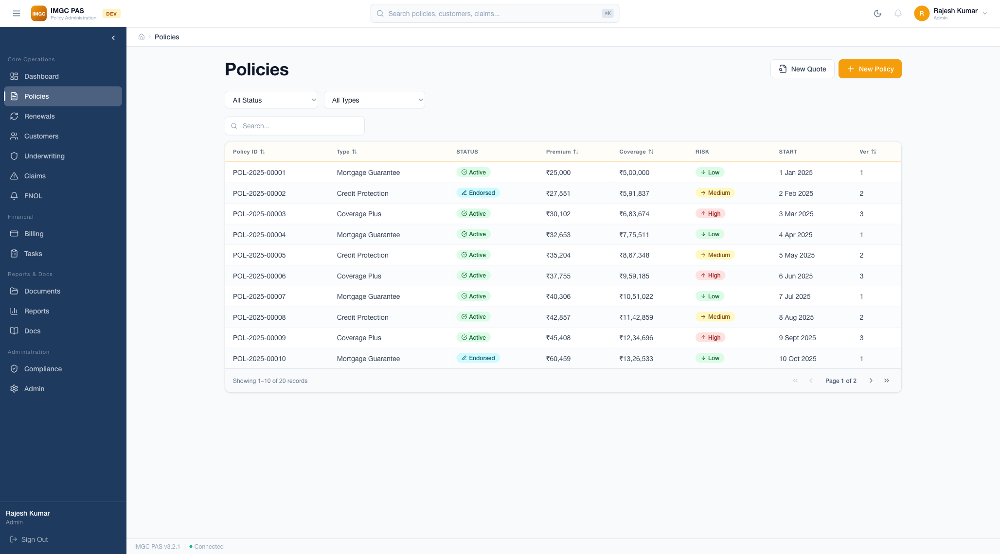 IMGC
IMGC PAS
Policy Administration
DEV
Search policies, customers, claims...
⌘K
R
Rajesh Kumar
Admin
Core Operations
Dashboard
Policies
Renewals
Customers
Underwriting
Claims
FNOL
Financial
Billing
Tasks
Reports & Docs
Documents
Reports
Docs
Administration
Compliance
Admin
Rajesh Kumar
Admin
Sign Out
Policies
Policies
New Quote
New Policy
All Status
All Types
Search...
Policy ID Type STATUS Premium Coverage RISK START Ver
POL-2025-00001 Mortgage Guarantee Active ₹25,000 ₹5,00,000 Low 1 Jan 2025 1
POL-2025-00002 Credit Protection Endorsed ₹27,551 ₹5,91,837 Medium 2 Feb 2025 2
POL-2025-00003 Coverage Plus Active ₹30,102 ₹6,83,674 High 3 Mar 2025 3
POL-2025-00004 Mortgage Guarantee Active ₹32,653 ₹7,75,511 Low 4 Apr 2025 1
POL-2025-00005 Credit Protection Active ₹35,204 ₹8,67,348 Medium 5 May 2025 2
POL-2025-00006 Coverage Plus Active ₹37,755 ₹9,59,185 High 6 Jun 2025 3
POL-2025-00007 Mortgage Guarantee Active ₹40,306 ₹10,51,022 Low 7 Jul 2025 1
POL-2025-00008 Credit Protection Active ₹42,857 ₹11,42,859 Medium 8 Aug 2025 2
POL-2025-00009 Coverage Plus Active ₹45,408 ₹12,34,696 High 9 Sept 2025 3
POL-2025-00010 Mortgage Guarantee Endorsed ₹60,459 ₹13,26,533 Low 10 Oct 2025 1
Showing 1–10 of 20 records
Page 1 of 2
IMGC PAS v3.2.1 | Connected